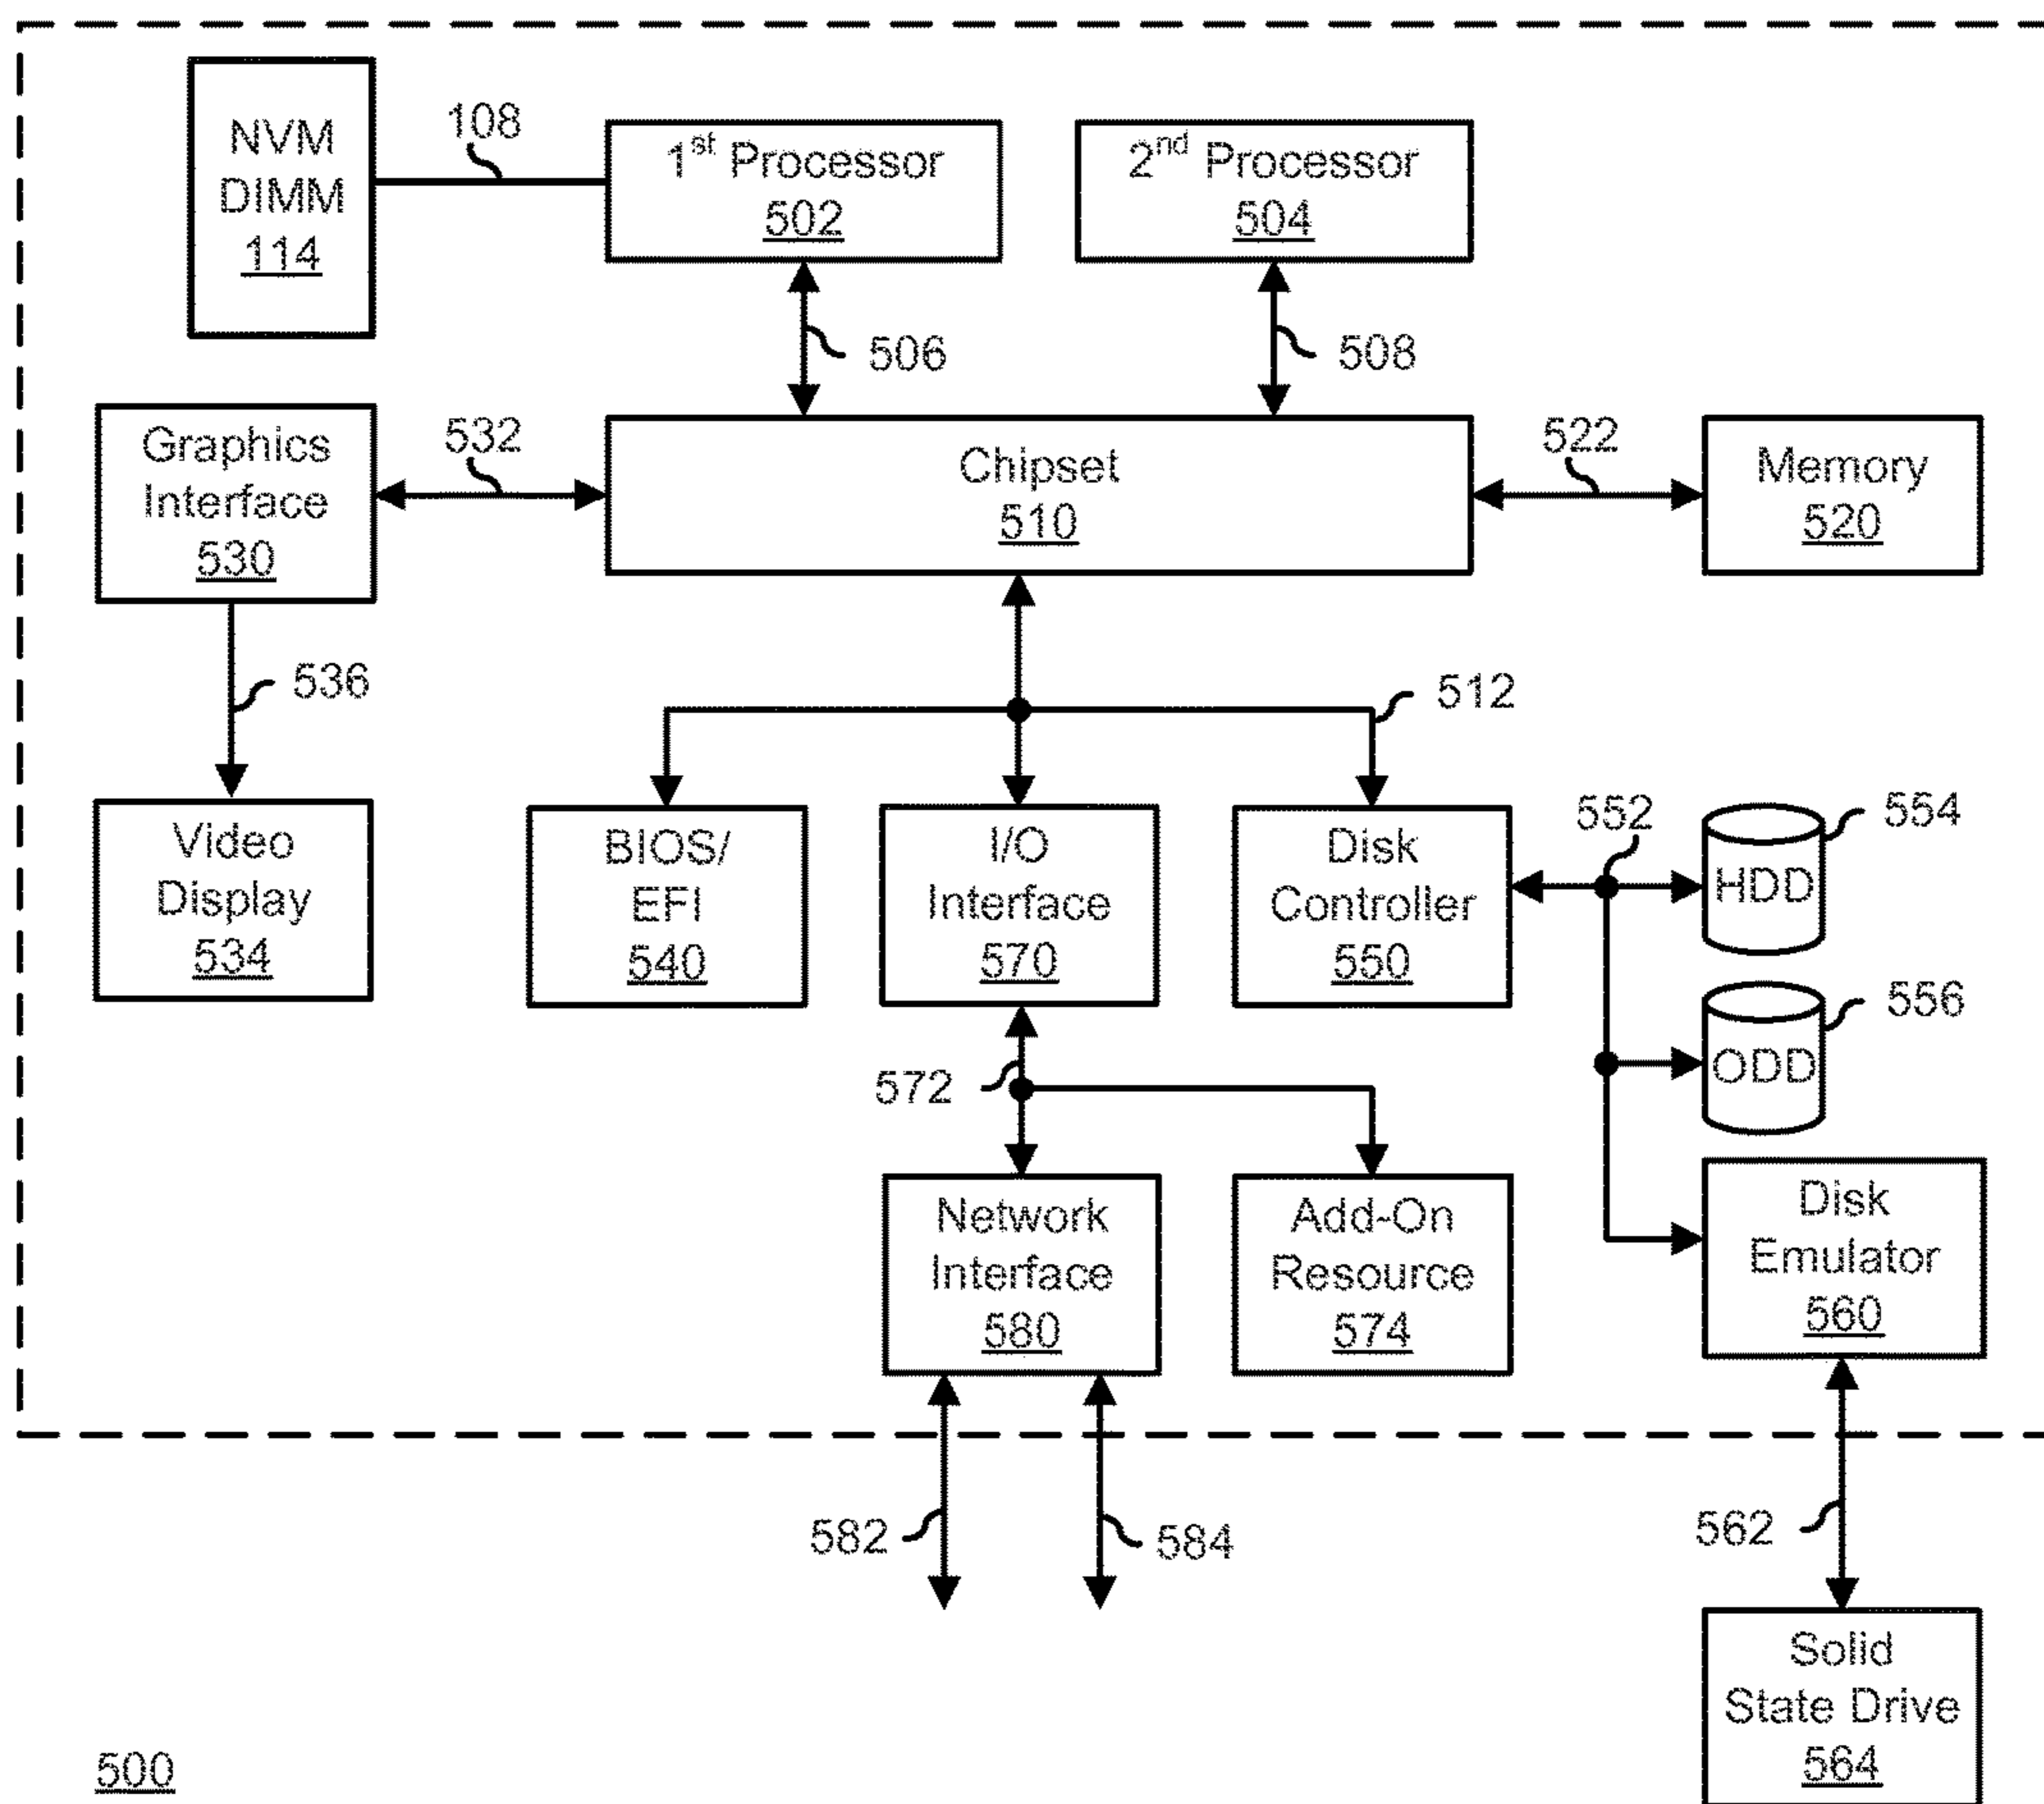 NVM
DIMM
114
108
1st Processor
502
2nd Processor
504
506
508
Graphics
Interface
530
532
Chipset
510
522
Memory
520
536
512
Video
Display
534
BIOS/
EFI
540
I/O
Interface
570
Disk
Controller
550
552
554
HDD
556
ODD
572
Network
Interface
580
Add-On
Resource
574
Disk
Emulator
560
582
584
562
Solid
State Drive
564
500